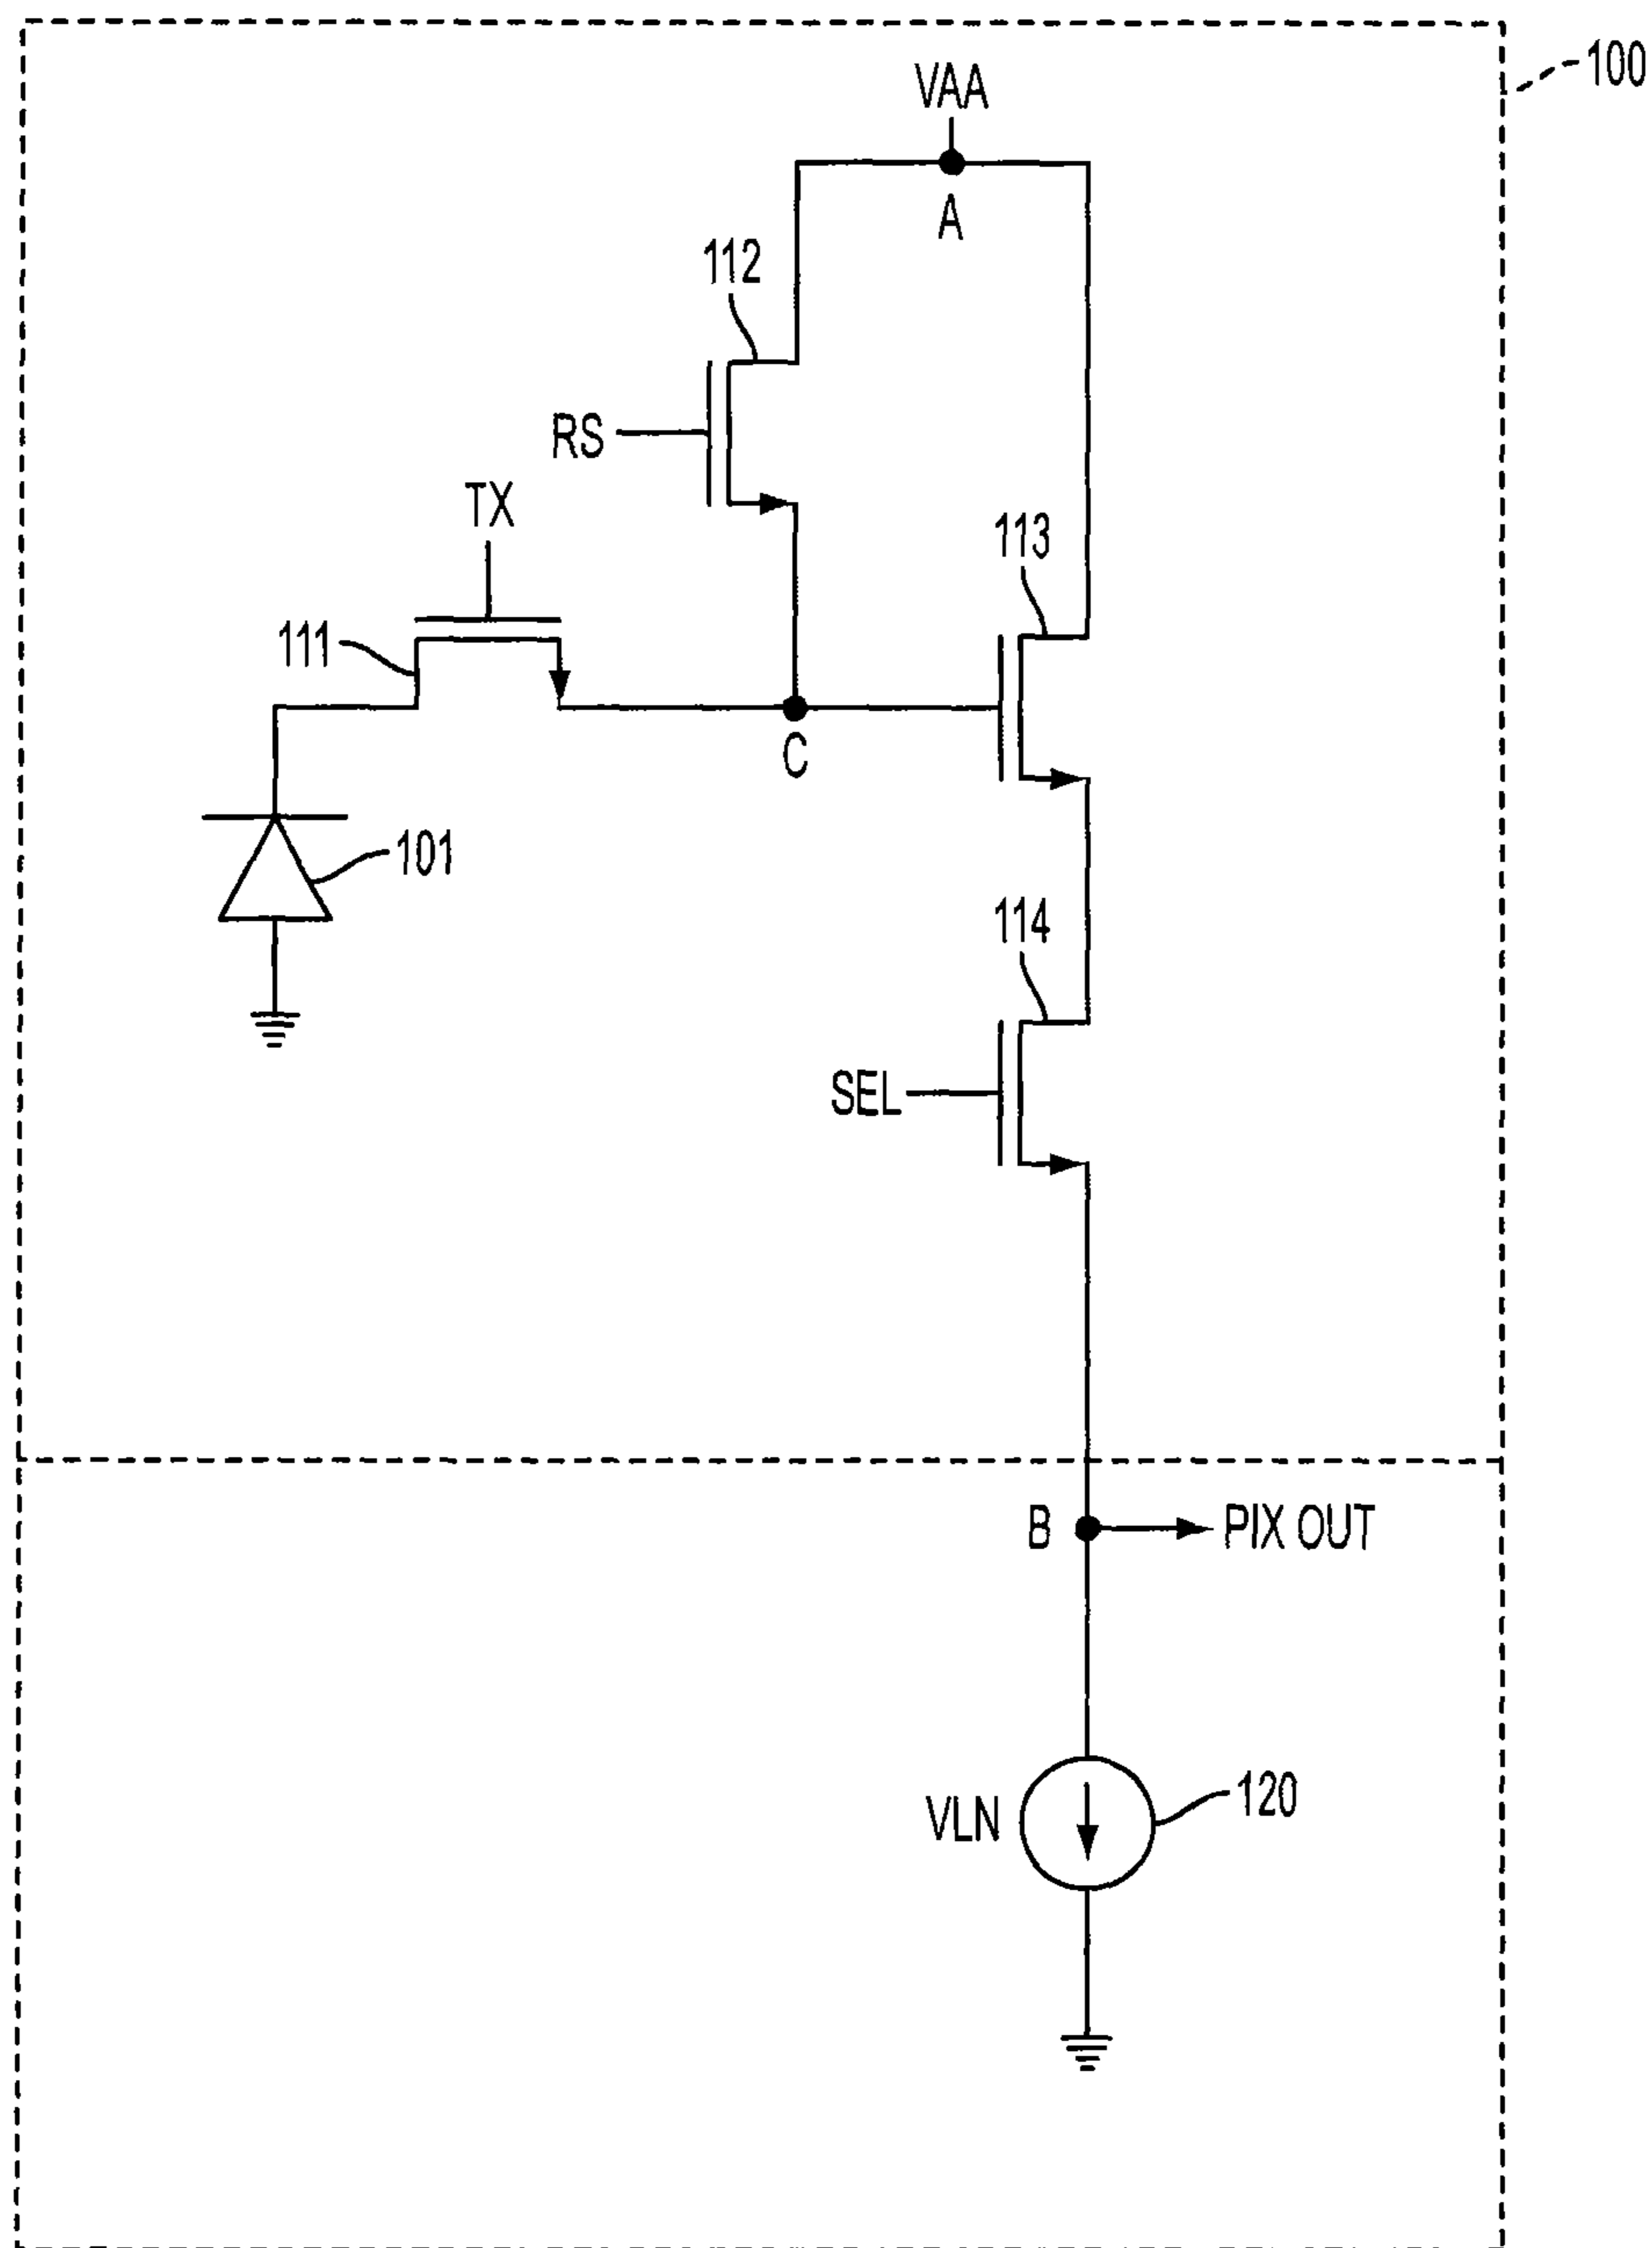 100
VAA
A
112
RS
TX
113
111
C
101
114
SEL
B
PIX OUT
VLN
120